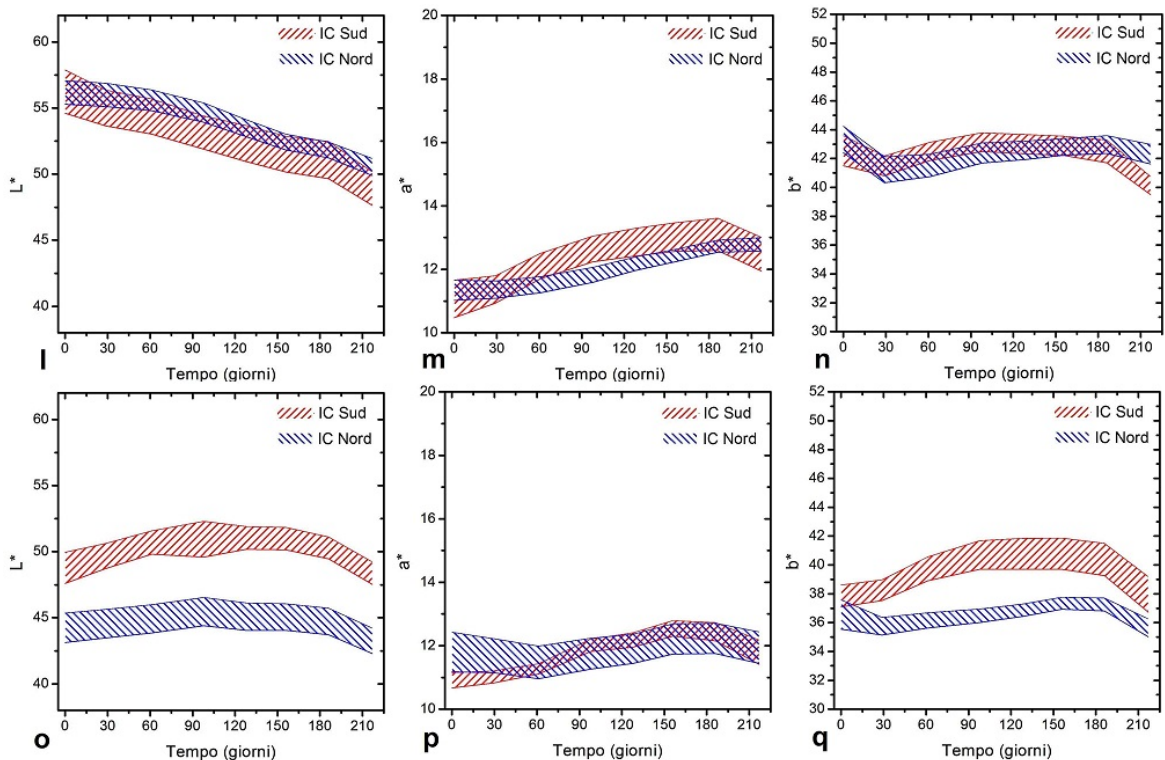 60
55
50
45
40
L*
0 30 60 90 120 150 180 210
Tempo (giorni)
IC Sud
IC Nord
l
20
18
16
14
12
10
a*
0 30 60 90 120 150 180 210
Tempo (giorni)
IC Sud
IC Nord
m
52
50
48
46
44
42
40
38
36
34
32
30
b*
0 30 60 90 120 150 180 210
Tempo (giorni)
IC Sud
IC Nord
n
60
55
50
45
40
L*
0 30 60 90 120 150 180 210
Tempo (giorni)
IC Sud
IC Nord
o
20
18
16
14
12
10
a*
0 30 60 90 120 150 180 210
Tempo (giorni)
IC Sud
IC Nord
p
52
50
48
46
44
42
40
38
36
34
32
30
b*
0 30 60 90 120 150 180 210
Tempo (giorni)
IC Sud
IC Nord
q